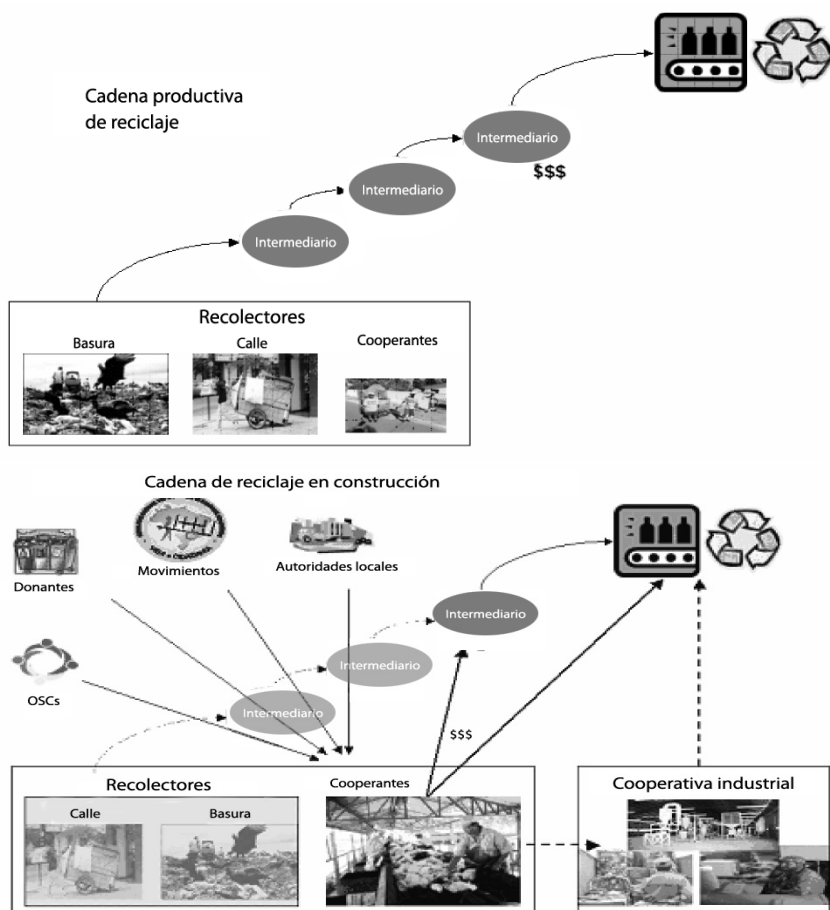 Cadena productiva
de reciclaje
Intermediario
$$$
Intermediario
Intermediario
Recolectores
Basura
Calle
Cooperantes
Cadena de reciclaje en construcción
Donantes
Movimientos
Autoridades locales
OSCs
Intermediario
Intermediario
Intermediario
$$$
Recolectores
Calle
Basura
Cooperantes
Cooperativa industrial